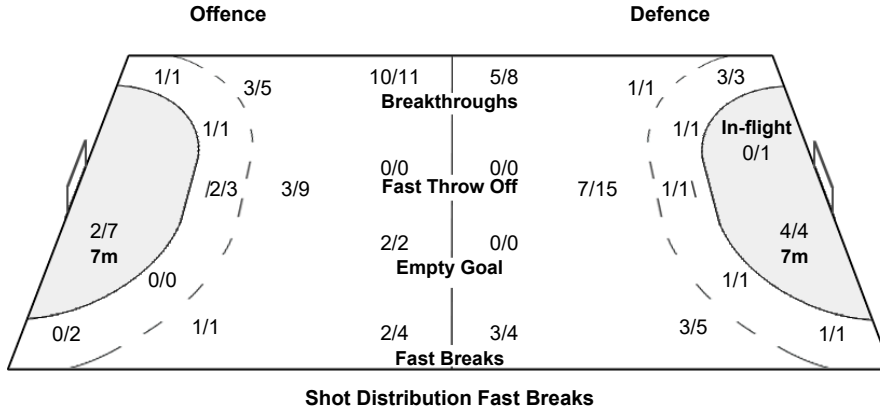 Offence Defence
1/1 3/5 10/11 5/8 1/1 3/3
Breakthroughs
1/1 1/1 In-flight
0/1
0/0 0/0
2/3 3/9 Fast Throw Off 7/15 1/1
2/7 2/2 0/0 4/4
7m Empty Goal 7m
0/0 1/1
0/2 1/1 2/4 3/4 3/5 1/1
Fast Breaks
Shot Distribution Fast Breaks